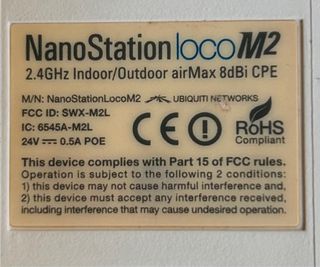 NanoStation locoM2
2.4GHz Indoor/Outdoor airMax 8dBi CPE
M/N: NanoStationLocoM2 UBIQUITI NETWORKS
FCC ID: SWX-M2L
IC: 6545A-M2L
24V ⎓ 0.5A POE
CE
RoHS
Compliant
This device complies with Part 15 of FCC rules.
Operation is subject to the following 2 conditions:
1) this device may not cause harmful interference and,
2) this device must accept any interference received,
including interference that may cause undesired operation.